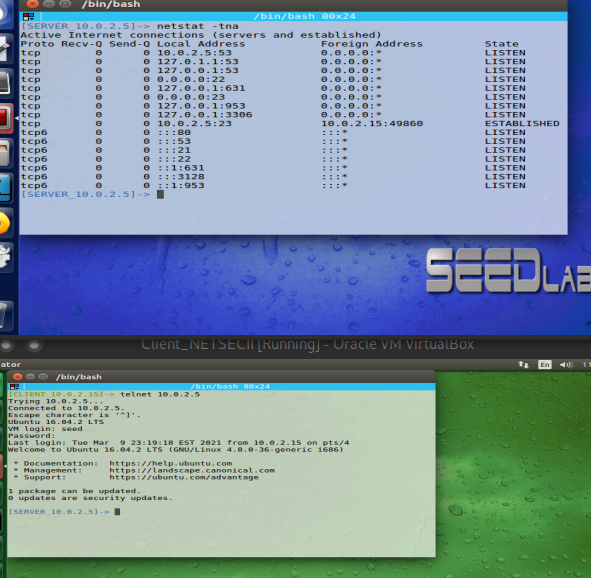 /bin/bash
/bin/bash 80x24
[SERVER_10.0.2.5]-> netstat -tna
Active Internet connections (servers and established)
Proto Recv-Q Send-Q Local Address Foreign Address State
tcp 0 0 10.0.2.5:53 0.0.0.0:* LISTEN
tcp 0 0 127.0.1.1:53 0.0.0.0:* LISTEN
tcp 0 0 127.0.0.1:53 0.0.0.0:* LISTEN
tcp 0 0 0.0.0.0:22 0.0.0.0:* LISTEN
tcp 0 0 127.0.0.1:631 0.0.0.0:* LISTEN
tcp 0 0 0.0.0.0:23 0.0.0.0:* LISTEN
tcp 0 0 127.0.0.1:953 0.0.0.0:* LISTEN
tcp 0 0 127.0.0.1:3306 0.0.0.0:* LISTEN
tcp 0 0 10.0.2.5:23 10.0.2.15:49860 ESTABLISHED
tcp6 0 0 :::80 :::* LISTEN
tcp6 0 0 :::53 :::* LISTEN
tcp6 0 0 :::21 :::* LISTEN
tcp6 0 0 :::22 :::* LISTEN
tcp6 0 0 ::1:631 :::* LISTEN
tcp6 0 0 :::3128 :::* LISTEN
tcp6 0 0 ::1:953 :::* LISTEN
[SERVER_10.0.2.5]->
SEEDLAB
Client_NETSECII [Running] - Oracle VM VirtualBox
ator En
/bin/bash
/bin/bash 80x24
[CLIENT_10.0.2.15]-> telnet 10.0.2.5
Trying 10.0.2.5...
Connected to 10.0.2.5.
Escape character is '^]'.
Ubuntu 16.04.2 LTS
VM login: seed
Password:
Last login: Tue Mar  9 23:19:18 EST 2021 from 10.0.2.15 on pts/4
Welcome to Ubuntu 16.04.2 LTS (GNU/Linux 4.8.0-36-generic i686)
* Documentation:  https://help.ubuntu.com
* Management:     https://landscape.canonical.com
* Support:        https://ubuntu.com/advantage
1 package can be updated.
0 updates are security updates.
[SERVER_10.0.2.5]->